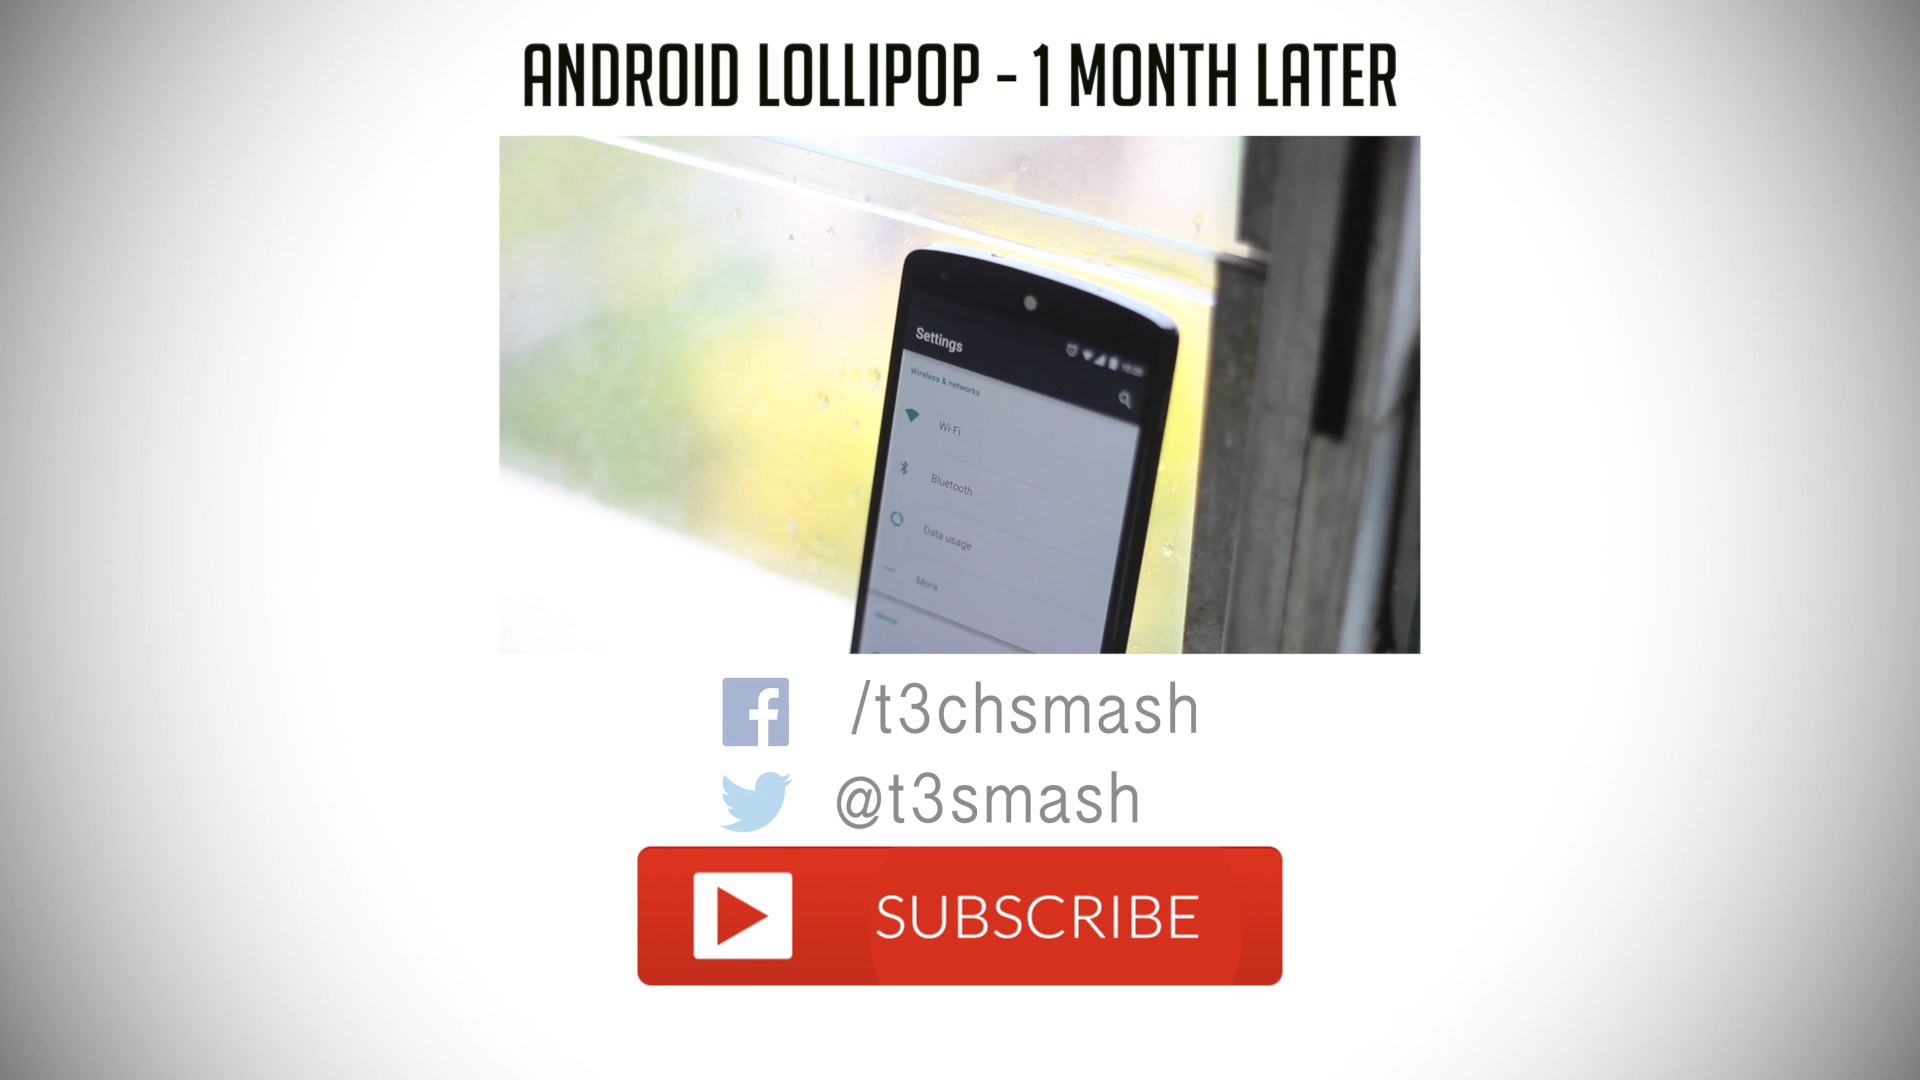 ANDROID LOLLIPOP - 1 MONTH LATER
Settings
Wireless & networks
Wi-Fi
Bluetooth
Data usage
More
/t3chsmash
@t3smash
SUBSCRIBE